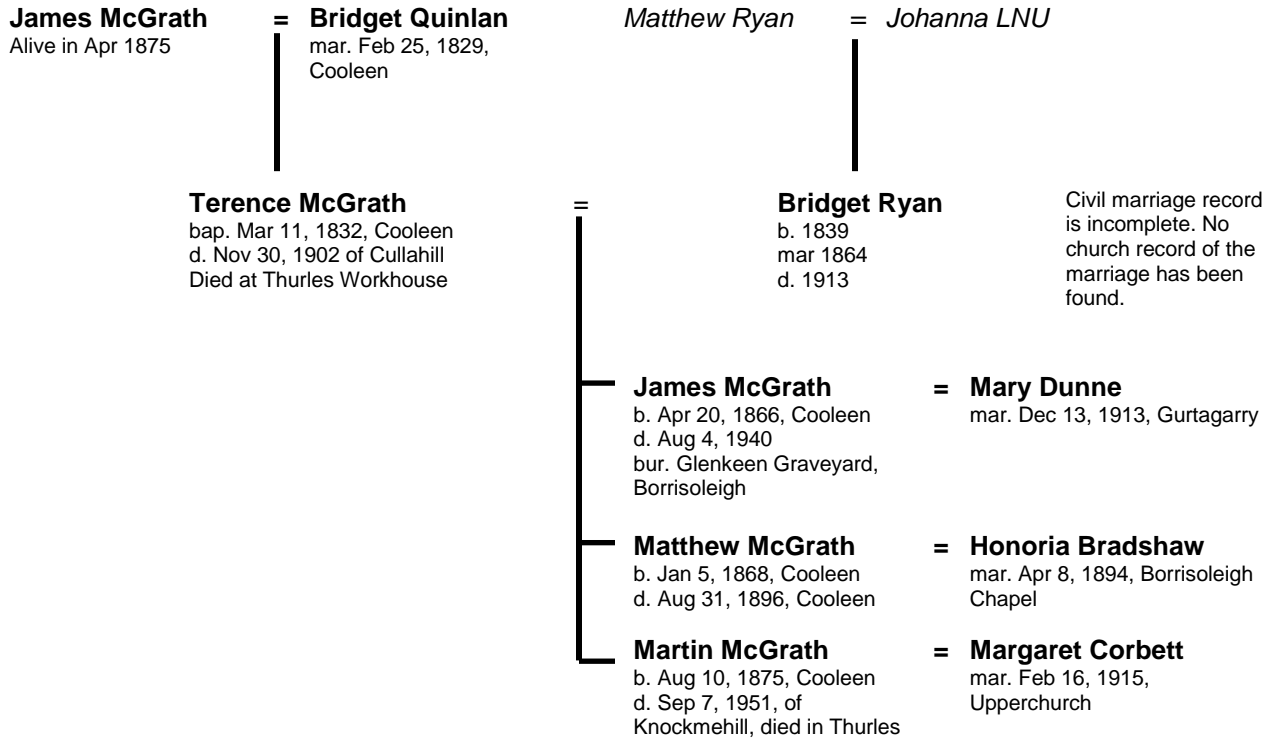 James McGrath = Bridget Quinlan Matthew Ryan = Johanna LNU
Alive in Apr 1875 mar. Feb 25, 1829,
Cooleen
Terence McGrath = Bridget Ryan
bap. Mar 11, 1832, Cooleen
d. Nov 30, 1902 of Cullahill
Died at Thurles Workhouse
b. 1839
mar 1864
d. 1913
Civil marriage record
is incomplete. No
church record of the
marriage has been
found.
James McGrath = Mary Dunne
b. Apr 20, 1866, Cooleen
d. Aug 4, 1940
bur. Glenkeen Graveyard,
Borrisoleigh
mar. Dec 13, 1913, Gurtagarry
Matthew McGrath = Honoria Bradshaw
b. Jan 5, 1868, Cooleen
d. Aug 31, 1896, Cooleen
mar. Apr 8, 1894, Borrisoleigh
Chapel
Martin McGrath = Margaret Corbett
b. Aug 10, 1875, Cooleen
d. Sep 7, 1951, of
Knockmehill, died in Thurles
mar. Feb 16, 1915,
Upperchurch